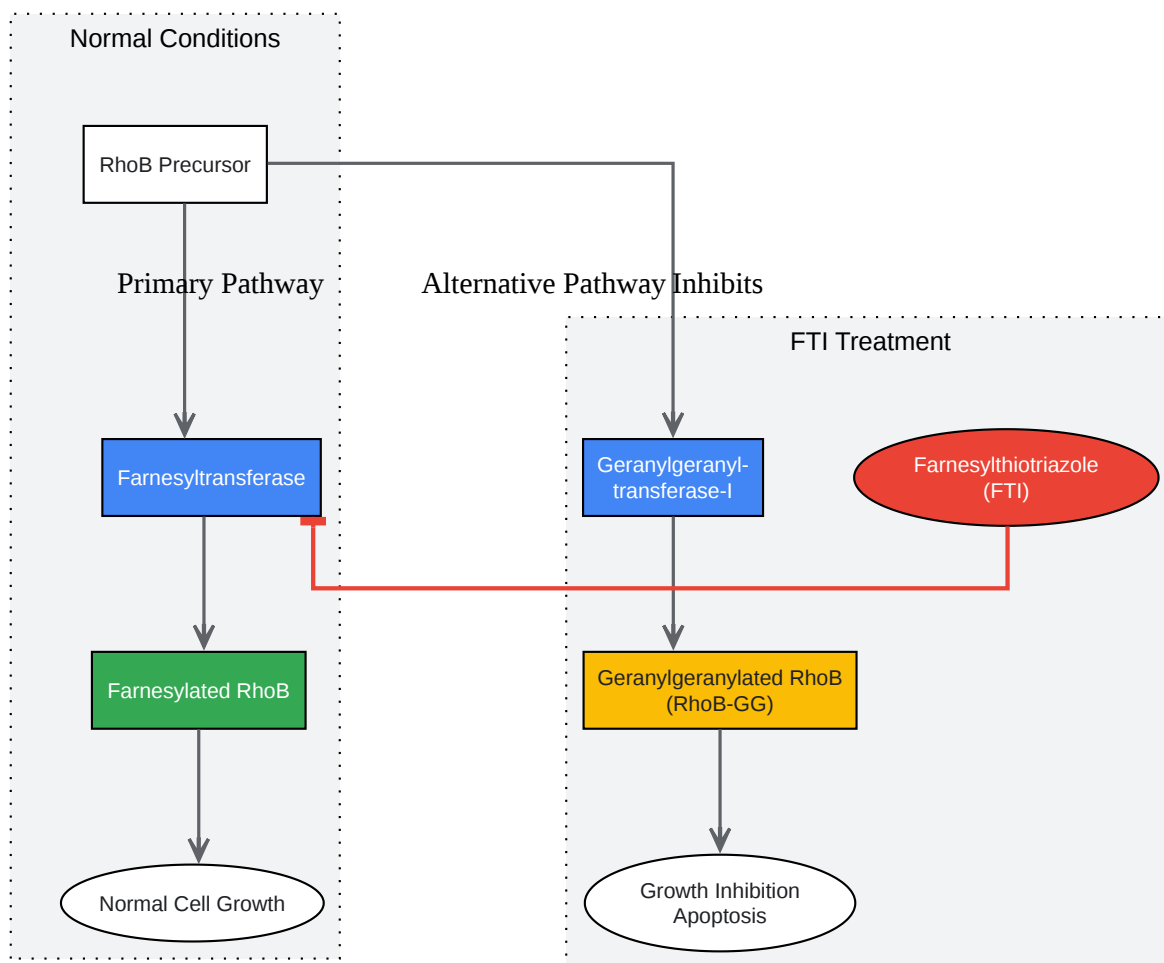 Normal Conditions
RhoB Precursor
Primary Pathway
Alternative Pathway
Inhibits
FTI Treatment
Farnesyltransferase
Geranylgeranyl-
transferase-I
Farnesylthiotriazole
(FTI)
Farnesylated RhoB
Geranylgeranylated RhoB
(RhoB-GG)
Normal Cell Growth
Growth Inhibition
Apoptosis